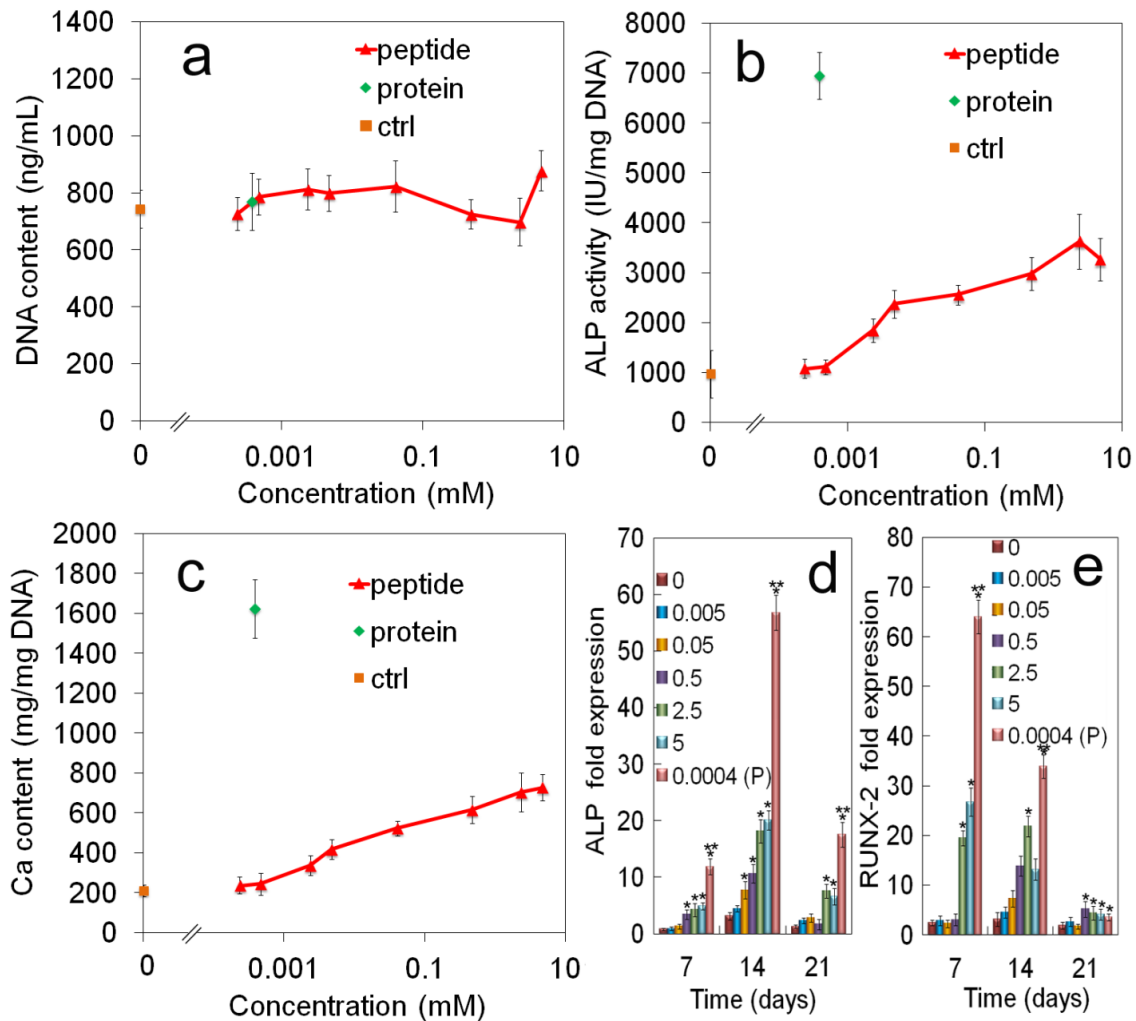 a
DNA content (ng/mL)
1400
1200
1000
800
600
400
200
0
peptide
protein
ctrl
0
0.001
0.1
10
Concentration (mM)
b
ALP activity (IU/mg DNA)
8000
7000
6000
5000
4000
3000
2000
1000
0
peptide
protein
ctrl
0
0.001
0.1
10
Concentration (mM)
c
Ca content (mg/mg DNA)
2000
1800
1600
1400
1200
1000
800
600
400
200
0
peptide
protein
ctrl
0
0.001
0.1
10
Concentration (mM)
d
ALP fold expression
70
60
50
40
30
20
10
0
0
0.005
0.05
0.5
2.5
5
0.0004 (P)
7 14 21
Time (days)
e
RUNX-2 fold expression
80
70
60
50
40
30
20
10
0
0
0.005
0.05
0.5
2.5
5
0.0004 (P)
7 14 21
Time (days)